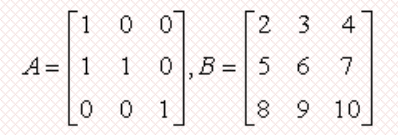 A = [1 0 0; 1 1 0; 0 0 1], B = [2 3 4; 5 6 7; 8 9 10]